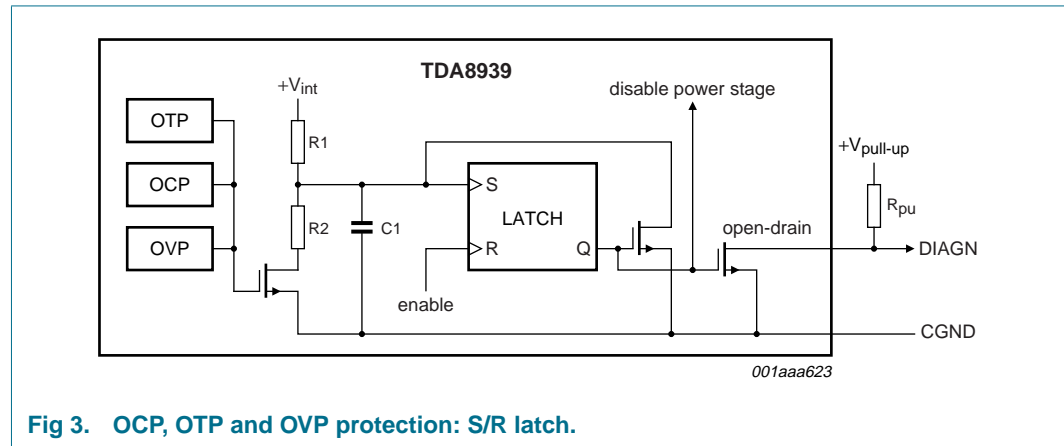 TDA8939
disable power stage
+Vint
OTP
R1
+Vpull-up
OCP
S
LATCH
Rpu
R2
C1
open-drain
OVP
R
Q
DIAGN
enable
CGND
001aaa623
Fig 3. OCP, OTP and OVP protection: S/R latch.